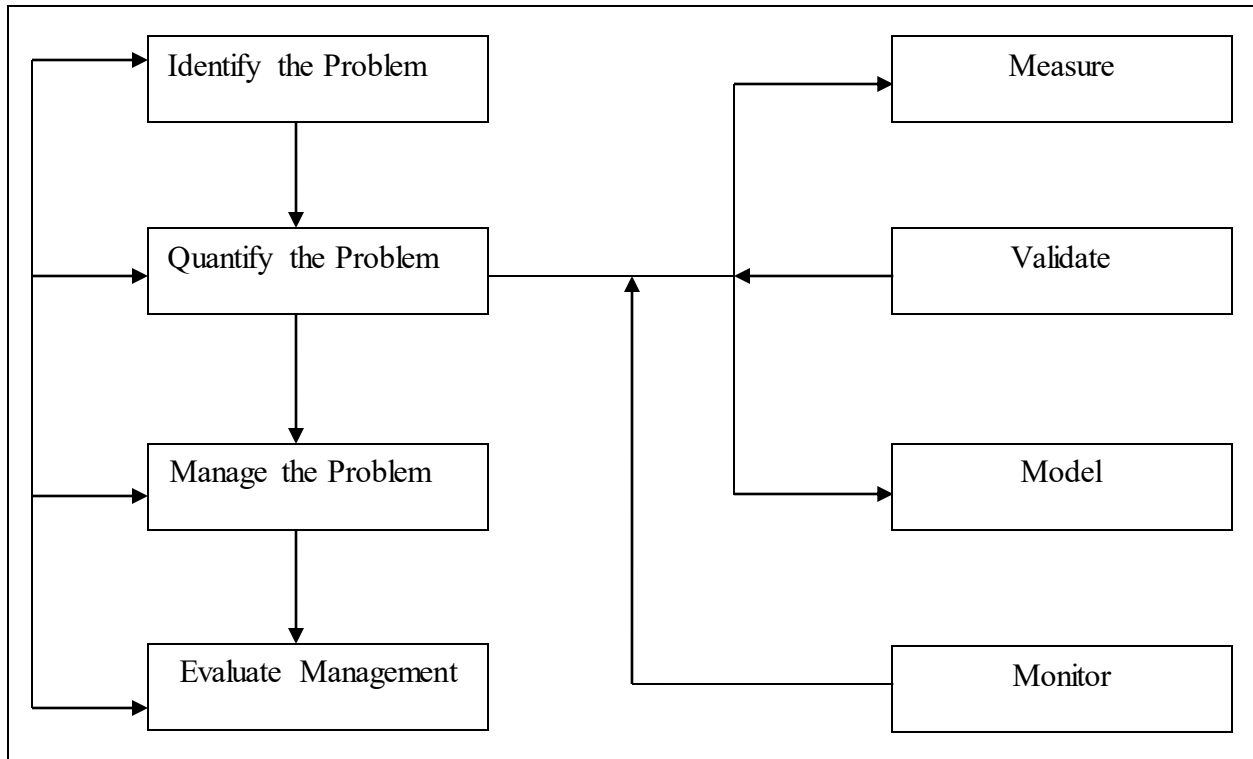 Identify the Problem
Measure
Quantify the Problem
Validate
Manage the Problem
Model
Evaluate Management
Monitor